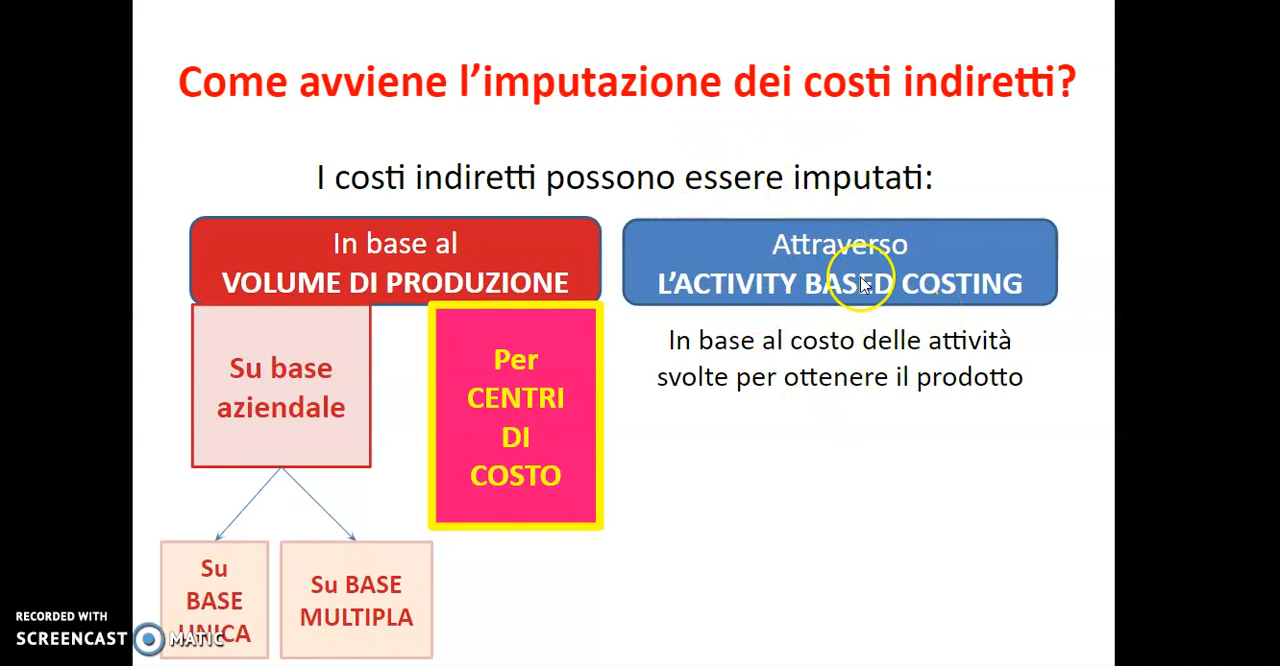 Come avviene l'imputazione dei costi indiretti?
I costi indiretti possono essere imputati:
In base al
VOLUME DI PRODUZIONE
Attraverso
L'ACTIVITY BASED COSTING
Su base
aziendale
Per
CENTRI
DI
COSTO
In base al costo delle attività
svolte per ottenere il prodotto
Su
BASE
UNICA
Su BASE
MULTIPLA
RECORDED WITH
SCREENCAST MATIC